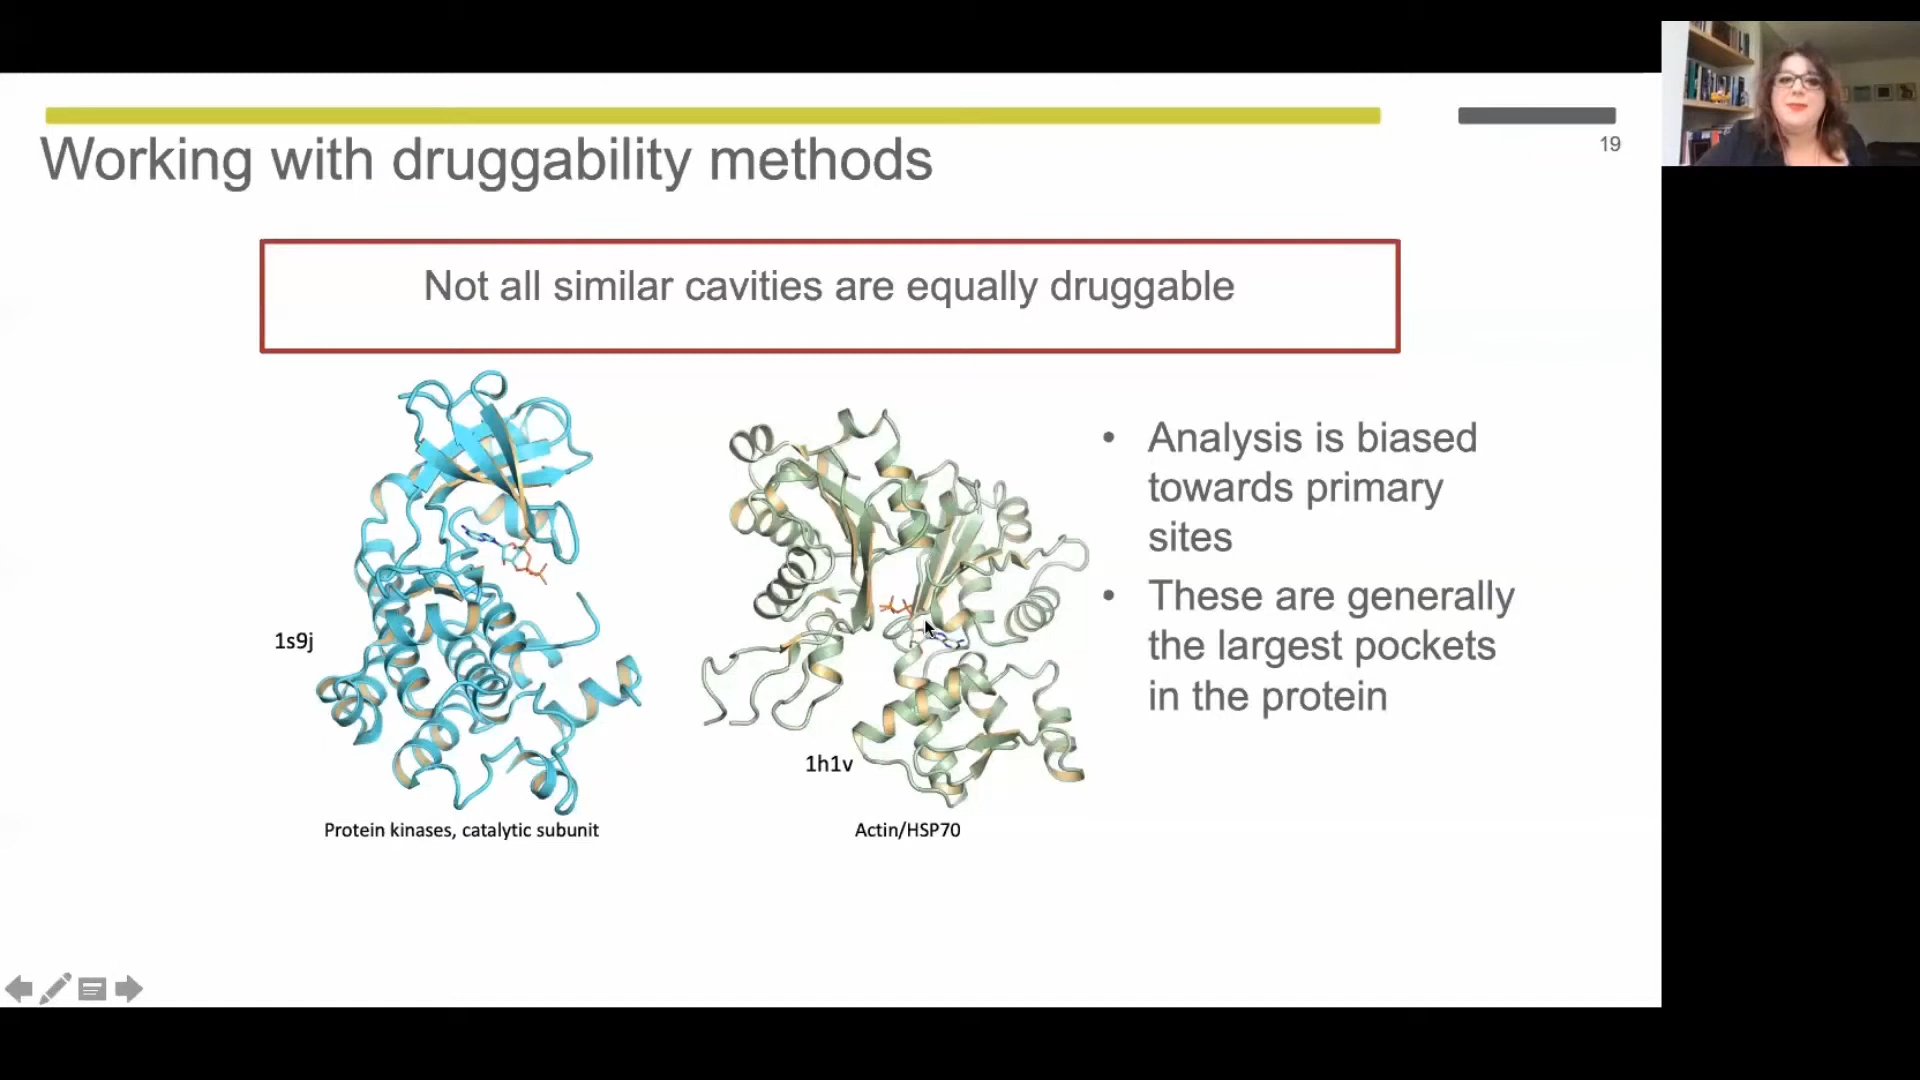 19
Working with druggability methods
Not all similar cavities are equally druggable
• Analysis is biased
towards primary
sites
• These are generally
the largest pockets
in the protein
1s9j
1h1v
Protein kinases, catalytic subunit
Actin/HSP70